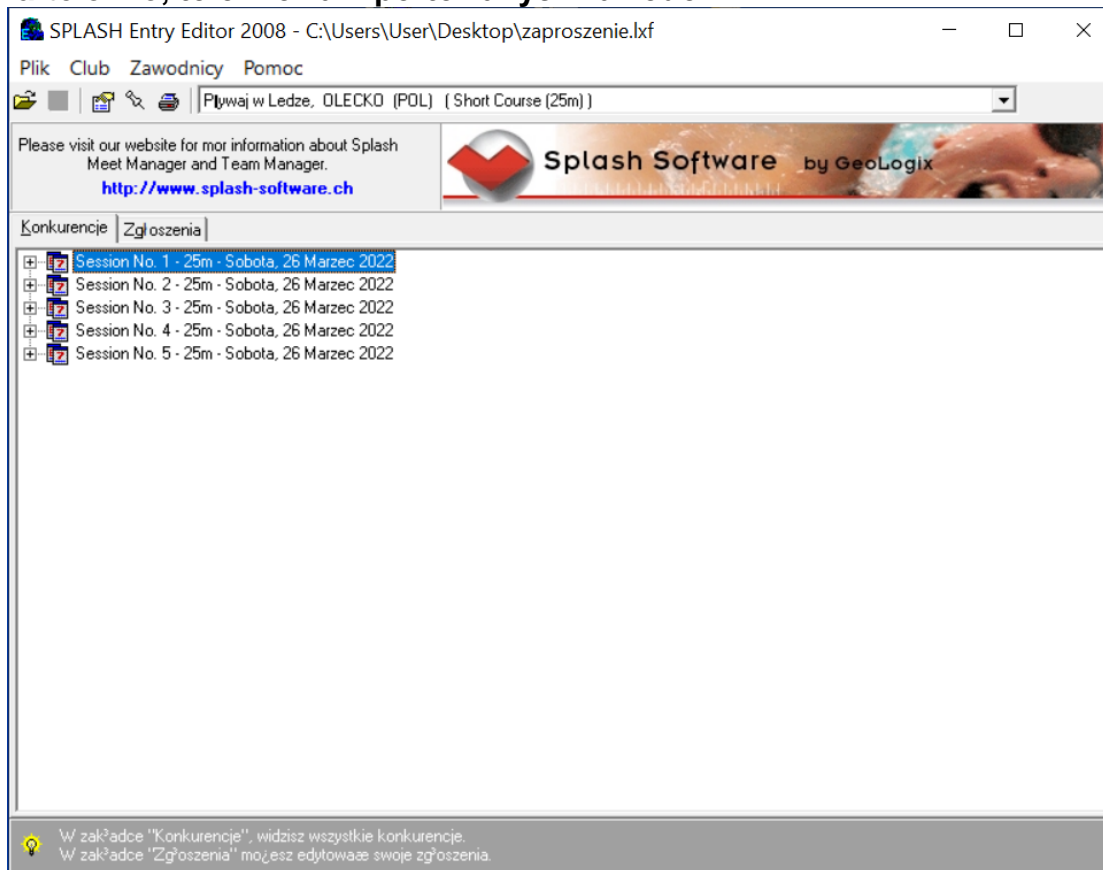 SPLASH Entry Editor 2008 - C:\Users\User\Desktop\zaproszenie.lxf
Plik Club Zawodnicy Pomoc
Pływaj w Ledze, OLECKO (POL) ( Short Course (25m) )
Please visit our website for mor information about Splash
Meet Manager and Team Manager.
http://www.splash-software.ch
Splash Software by GeoLogix
Konkurencje Zgłoszenia
Session No. 1 - 25m - Sobota, 26 Marzec 2022
Session No. 2 - 25m - Sobota, 26 Marzec 2022
Session No. 3 - 25m - Sobota, 26 Marzec 2022
Session No. 4 - 25m - Sobota, 26 Marzec 2022
Session No. 5 - 25m - Sobota, 26 Marzec 2022
W zak³adce "Konkurencje", widzisz wszystkie konkurencje.
W zak³adce "Zg³oszenia" mo¿esz edytowaæ swoje zg³oszenia.